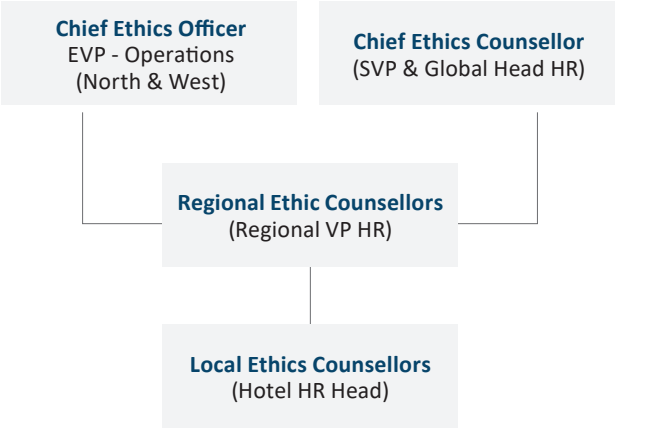 Chief Ethics Officer
EVP - Operations
(North & West)
Chief Ethics Counsellor
(SVP & Global Head HR)
Regional Ethic Counsellors
(Regional VP HR)
Local Ethics Counsellors
(Hotel HR Head)